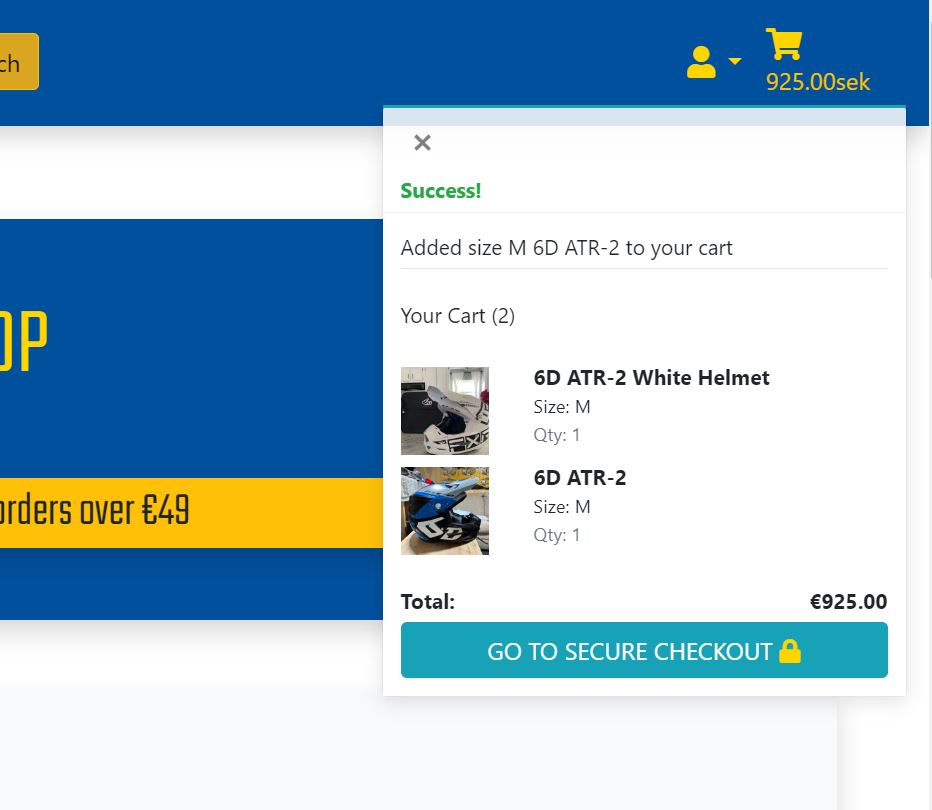 ch
925.00sek
×
Success!
Added size M 6D ATR-2 to your cart
OP
Your Cart (2)
6D ATR-2 White Helmet
Size: M
Qty: 1
6D ATR-2
Size: M
Qty: 1
orders over €49
Total: €925.00
GO TO SECURE CHECKOUT